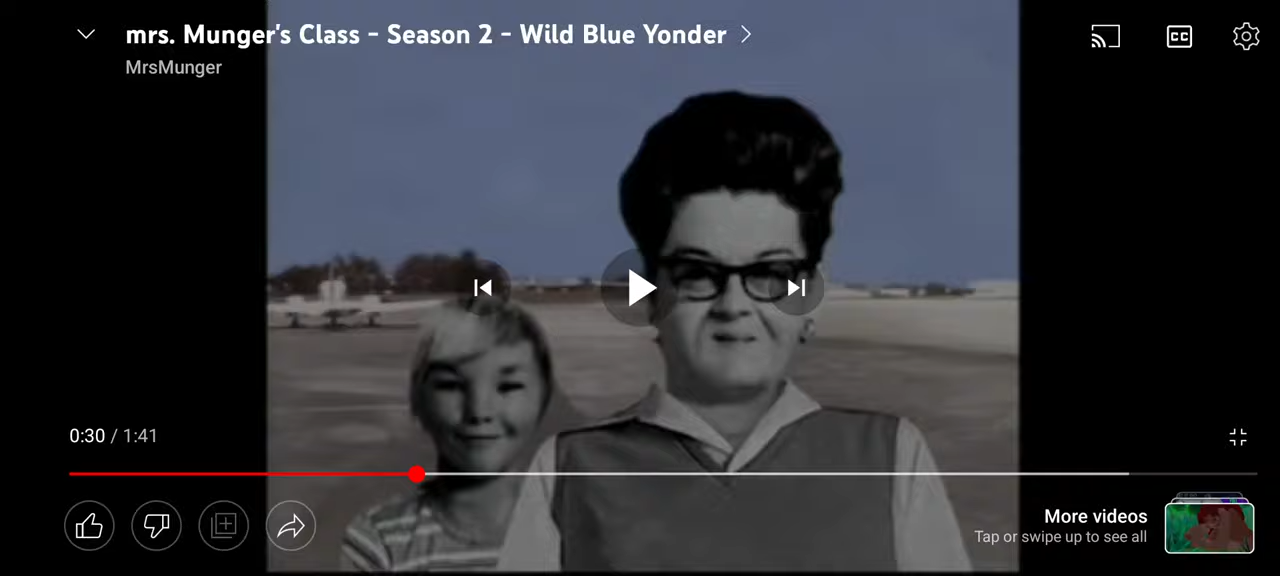 mrs. Munger's Class - Season 2 - Wild Blue Yonder
MrsMunger
CC
0:30 / 1:41
More videos
Tap or swipe up to see all